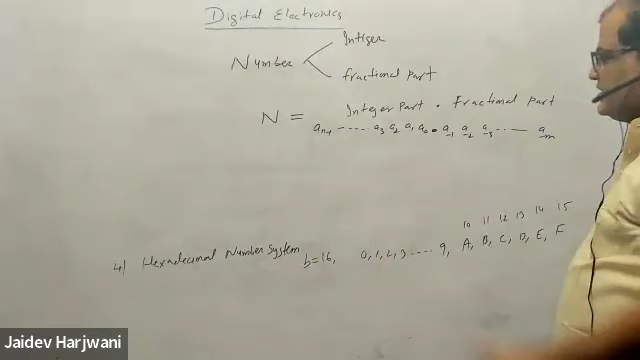 Digital Electronics
Number
Intiger
fractional part
N = Integer part . Fractional part
aₙ₋₁ ------ a₃ a₂ a₁ a₀ . a₋₁ a₋₂ a₋₃ ---- a₋ₘ
10 11 12 13 14 15
4) Hexadecimal Number System b=16, 0, 1, 2, 3 ---- 9, A, B, C, D, E, F
Jaidev Harjwani